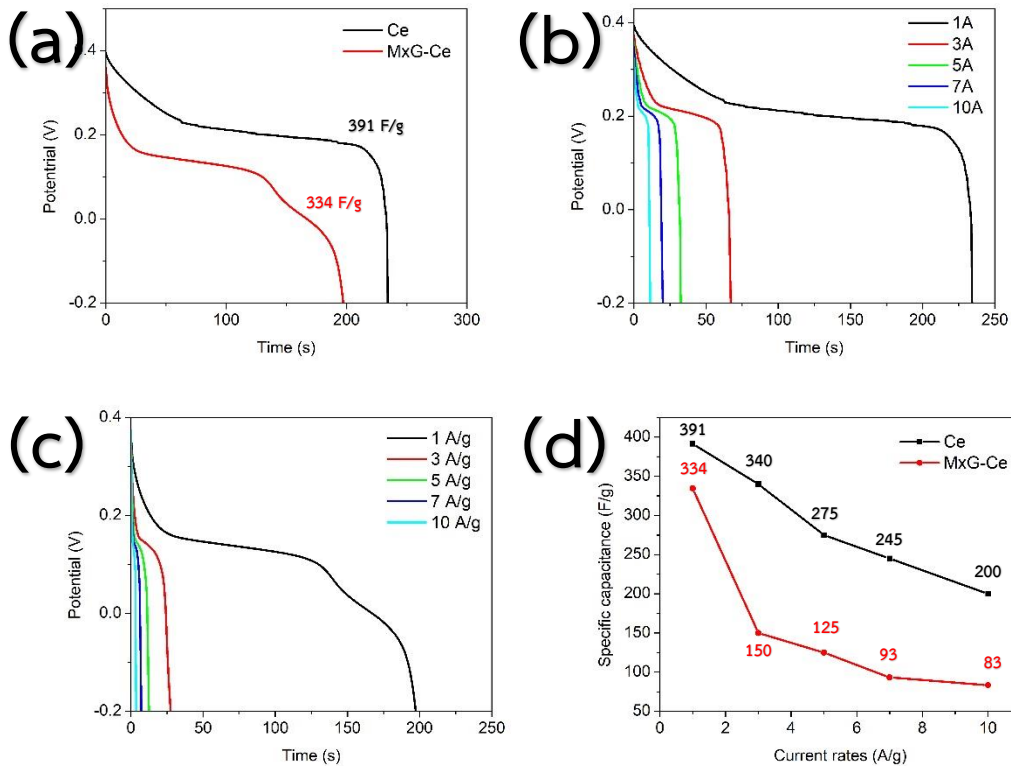 (a)
Ce
MxG-Ce
391 F/g
334 F/g
0.4
0.2
0.0
-0.2
Potentrial (V)
0
100
200
300
Time (s)
(b)
1A
3A
5A
7A
10A
0.4
0.2
0.0
-0.2
Potential (V)
0
50
100
150
200
250
Time (s)
(c)
1 A/g
3 A/g
5 A/g
7 A/g
10 A/g
0.4
0.2
0.0
-0.2
Potential (V)
0
50
100
150
200
250
Time (s)
(d)
Ce
MxG-Ce
391
340
275
245
200
334
150
125
93
83
400
350
300
250
200
150
100
50
Specific capacitance (F/g)
0
2
4
6
8
10
Current rates (A/g)